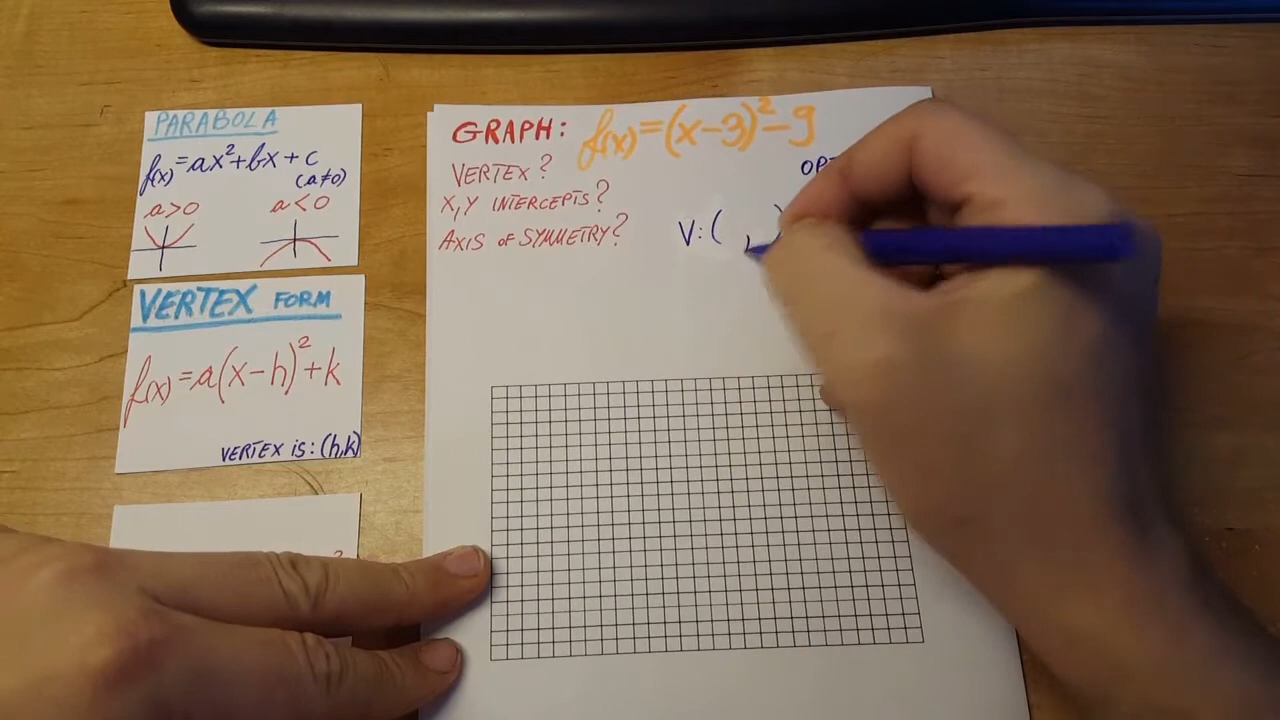 PARABOLA
f(x)=ax²+bx+c
(a≠0)
a>0 a<0
VERTEX FORM
f(x)=a(x-h)²+k
VERTEX is:(h,k)
GRAPH: f(x)=(x-3)²-9
VERTEX?
X,Y INTERCEPTS?
AXIS of SYMMETRY?
V:( , )